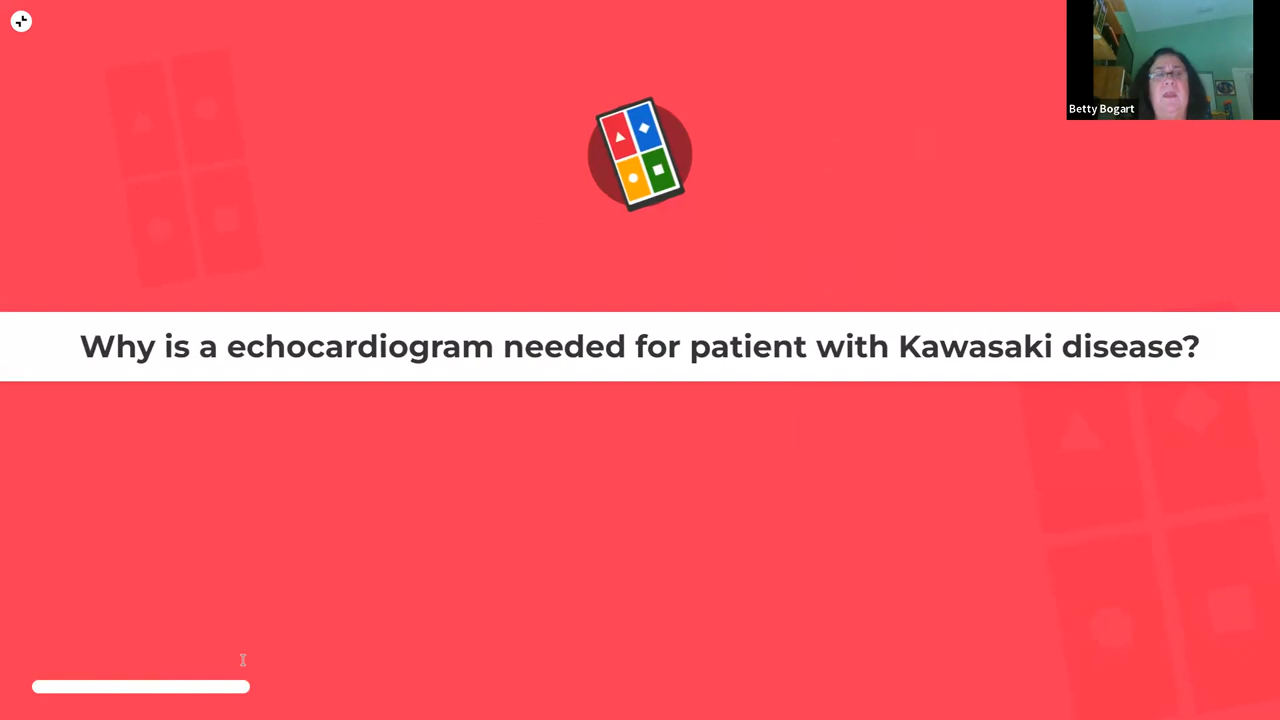 Betty Bogart
Why is a echocardiogram needed for patient with Kawasaki disease?